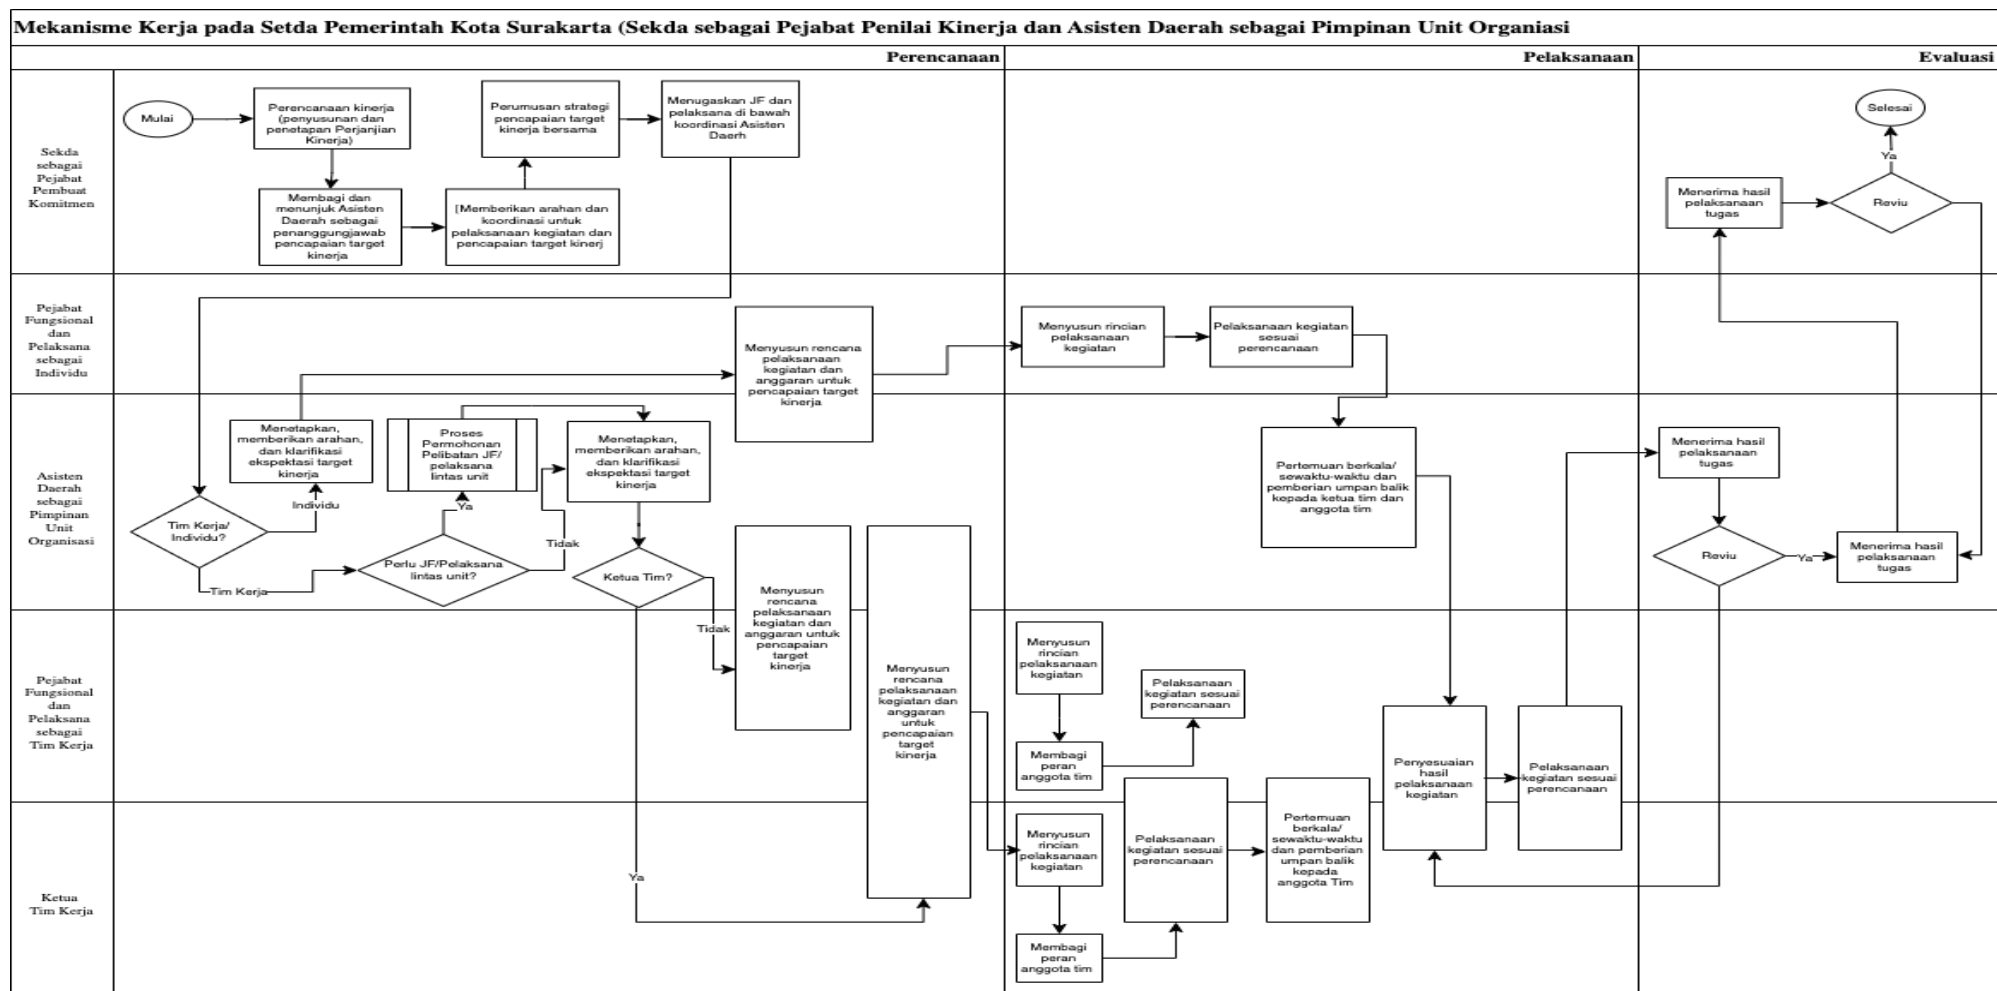 Mekanisme Kerja pada Setda Pemerintah Kota Surakarta (Sekda sebagai Pejabat Penilai Kinerja dan Asisten Daerah sebagai Pimpinan Unit Organiasi
Perencanaan
Pelaksanaan
Evaluasi
Sekda
sebagai
Pejabat
Pembuat
Komitmen
Mulai
Perencanaan kinerja
(penyusunan dan
penetapan Perjanjian
Kinerja)
Membagi dan
menunjuk Asisten
Daerah sebagai
penanggungjawab
pencapaian target
kinerja
[Memberikan arahan dan
koordinasi untuk
pelaksanaan kegiatan dan
pencapaian target kinerj
Perumusan strategi
pencapaian target
kinerja bersama
Menugaskan JF dan
pelaksana di bawah
koordinasi Asisten
Daerh
Menerima hasil
pelaksanaan
tugas
Reviu
Ya
Selesai
Pejabat
Fungsional
dan
Pelaksana
sebagai
Individu
Menyusun rencana
pelaksanaan
kegiatan dan
anggaran untuk
pencapaian target
kinerja
Menyusun rincian
pelaksanaan
kegiatan
Pelaksanaan kegiatan
sesuai
perencanaan
Asisten
Daerah
sebagai
Pimpinan
Unit
Organisasi
Tim Kerja/
Individu?
Individu
Tim Kerja
Menetapkan,
memberikan arahan,
dan klarifikasi
ekspektasi target
kinerja
Proses
Permohonan
Pelibatan JF/
pelaksana
lintas unit
Ya
Perlu JF/Pelaksana
lintas unit?
Tidak
Menetapkan,
memberikan arahan,
dan klarifikasi
ekspektasi target
kinerja
Ketua Tim?
Tidak
Ya
Pertemuan berkala/
sewaktu-waktu dan
pemberian umpan balik
kepada ketua tim dan
anggota tim
Menerima hasil
pelaksanaan
tugas
Reviu
Ya
Menerima hasil
pelaksanaan
tugas
Pejabat
Fungsional
dan
Pelaksana
sebagai
Tim Kerja
Menyusun
rencana
pelaksanaan
kegiatan dan
anggaran untuk
pencapaian
target
kinerja
Menyusun
rencana
pelaksanaan
kegiatan dan
anggaran
untuk
pencapaian
target
kinerja
Menyusun
rincian
pelaksanaan
kegiatan
Membagi
peran
anggota tim
Pelaksanaan
kegiatan sesuai
perencanaan
Penyesuaian
hasil
pelaksanaan
kegiatan
Pelaksanaan
kegiatan sesuai
perencanaan
Ketua
Tim Kerja
Menyusun
rincian
pelaksanaan
kegiatan
Membagi
peran
anggota tim
Pelaksanaan
kegiatan sesuai
perencanaan
Pertemuan
berkala/
sewaktu-waktu
dan pemberian
umpan balik
kepada
anggota Tim